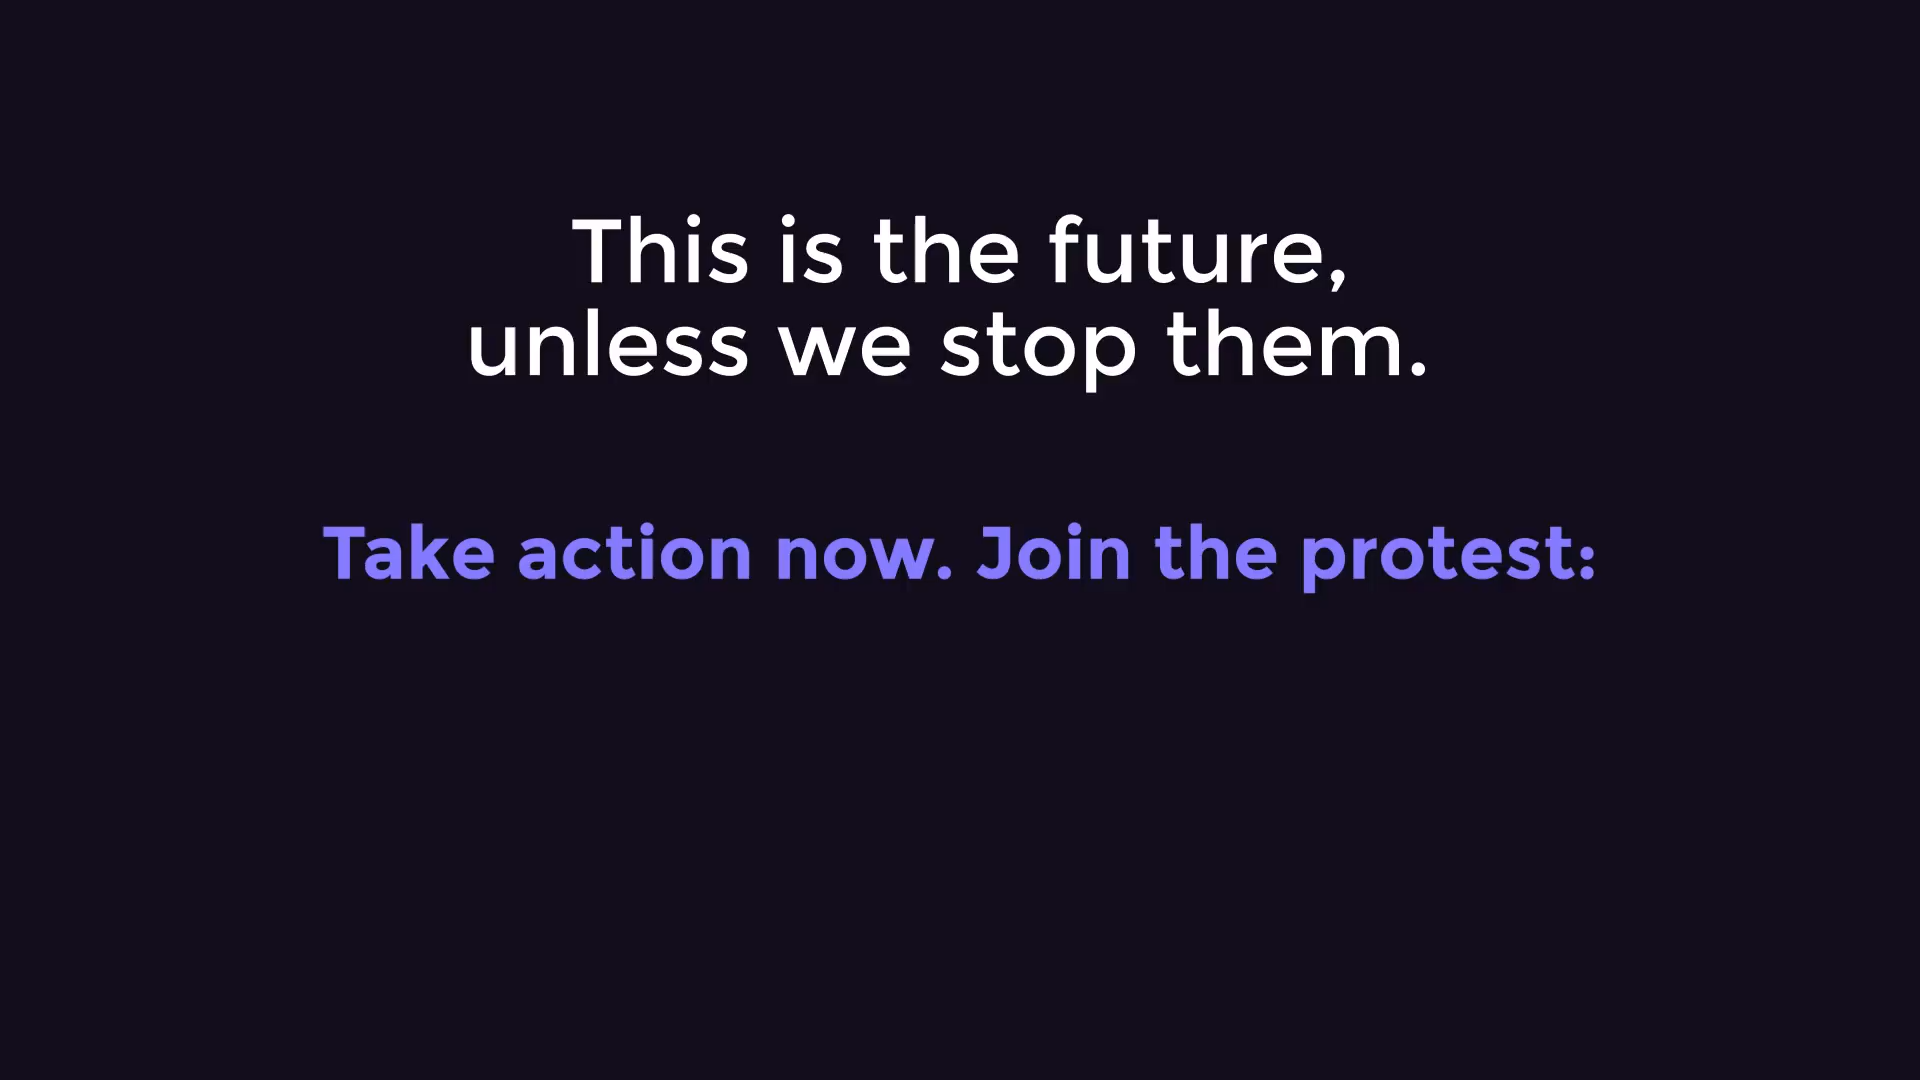 This is the future,
unless we stop them.
Take action now. Join the protest: